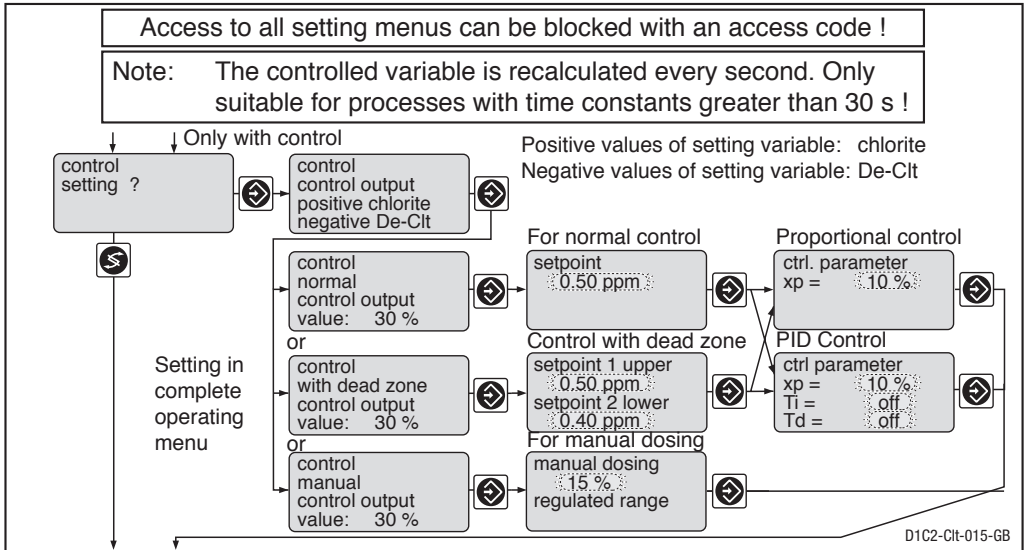 Access to all setting menus can be blocked with an access code !
Note: The controlled variable is recalculated every second. Only
suitable for processes with time constants greater than 30 s !
Only with control
Positive values of setting variable: chlorite
Negative values of setting variable: De-Clt
control
setting ?
control
control output
positive chlorite
negative De-Clt
For normal control
Proportional control
control
normal
control output
value: 30 %
setpoint
0.50 ppm
ctrl. parameter
xp = 10 %
or
Setting in
complete
operating
menu
Control with dead zone
PID Control
control
with dead zone
control output
value: 30 %
setpoint 1 upper
0.50 ppm
setpoint 2 lower
0.40 ppm
ctrl parameter
xp = 10 %
Ti = off
Td = off
or
For manual dosing
control
manual
control output
value: 30 %
manual dosing
15 %
regulated range
D1C2-Clt-015-GB